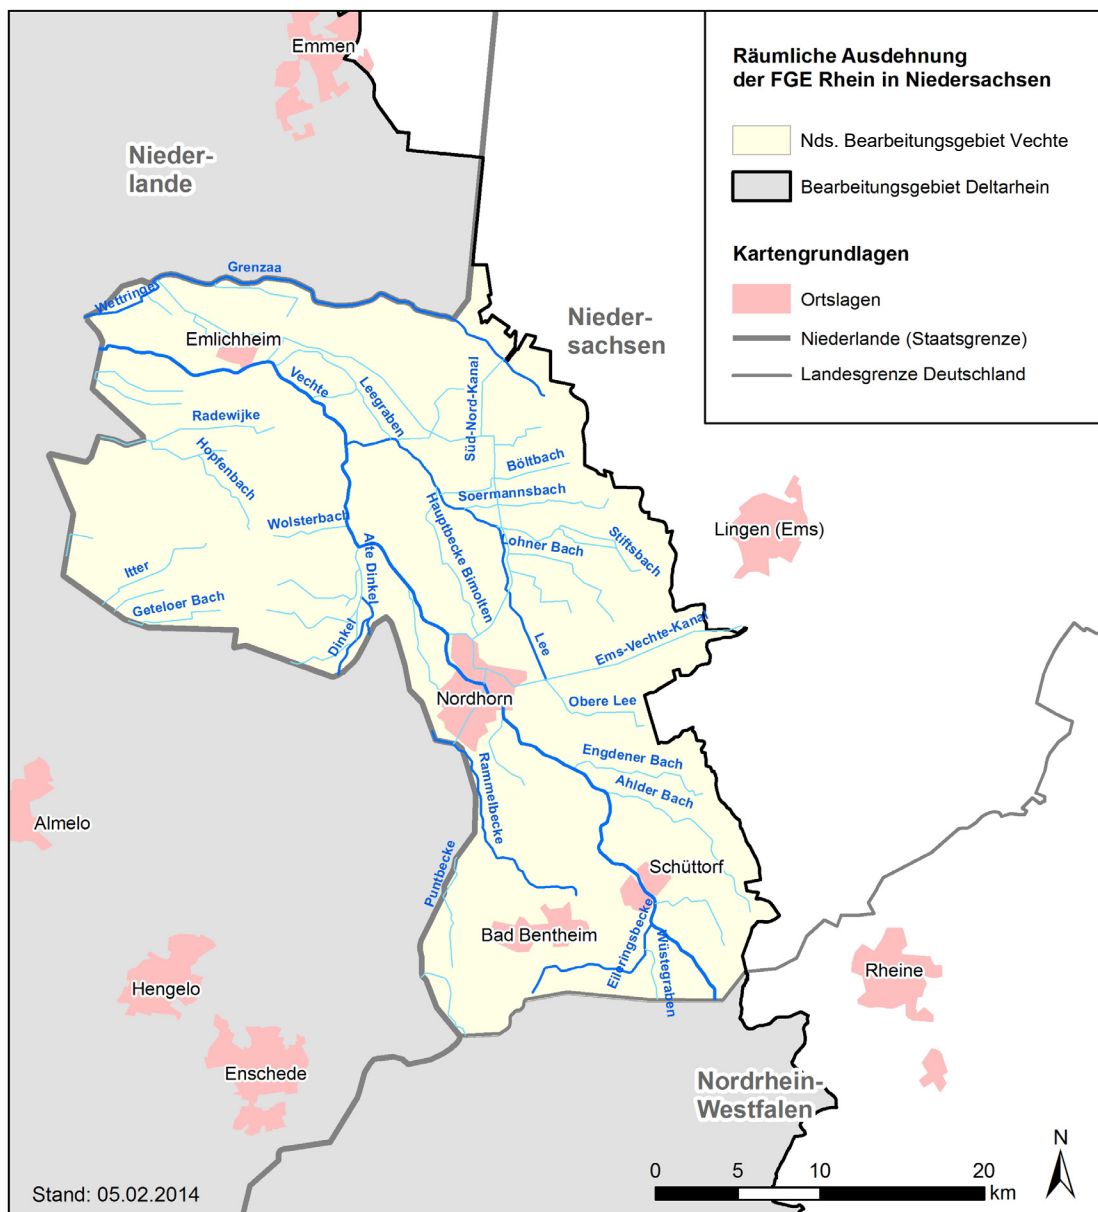 Räumliche Ausdehnung
der FGE Rhein in Niedersachsen
Nds. Bearbeitungsgebiet Vechte
Bearbeitungsgebiet Deltarhein
Kartengrundlagen
Ortslagen
Niederlande (Staatsgrenze)
Landesgrenze Deutschland
Emmen
Nieder-
lande
Grenzaa
Wettringe
Nieder-
sachsen
Emlichheim
Vechte
Leegraben
Süd-Nord-Kanal
Radewijke
Hopfenbach
Böltbach
Soermannsbach
Hauptbecke Bimolten
Wolsterbach
Lingen (Ems)
Stiftsbach
Lohner Bach
Alte Dinkel
Itter
Geteloer Bach
Dinkel
Lee
Ems-Vechte-Kanal
Nordhorn
Obere Lee
Engdener Bach
Rammelbecke
Ahlder Bach
Almelo
Puntbecke
Schüttorf
Bad Bentheim
Eileringsbecke
Wüstegraben
Rheine
Hengelo
Enschede
Nordrhein-
Westfalen
N
0 5 10 20
km
Stand: 05.02.2014